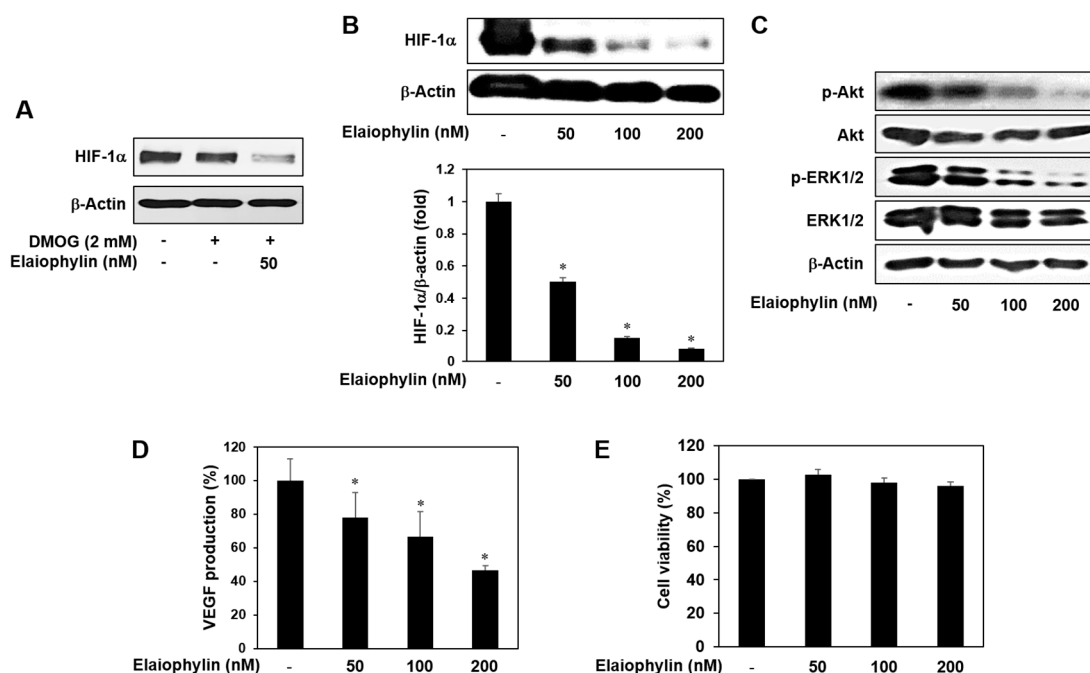 A
HIF-1α
β-Actin
DMOG (2 mM) - + +
Elaiophylin (nM) - - 50
B
HIF-1α
β-Actin
Elaiophylin (nM) - 50 100 200
HIF-1α/β-actin (fold)
1.2
1
0.8
0.6
0.4
0.2
0
* * *
Elaiophylin (nM) - 50 100 200
C
p-Akt
Akt
p-ERK1/2
ERK1/2
β-Actin
Elaiophylin (nM) - 50 100 200
D
VEGF production (%)
120
100
80
60
40
20
0
* * *
Elaiophylin (nM) - 50 100 200
E
Cell viability (%)
120
100
80
60
40
20
0
Elaiophylin (nM) - 50 100 200